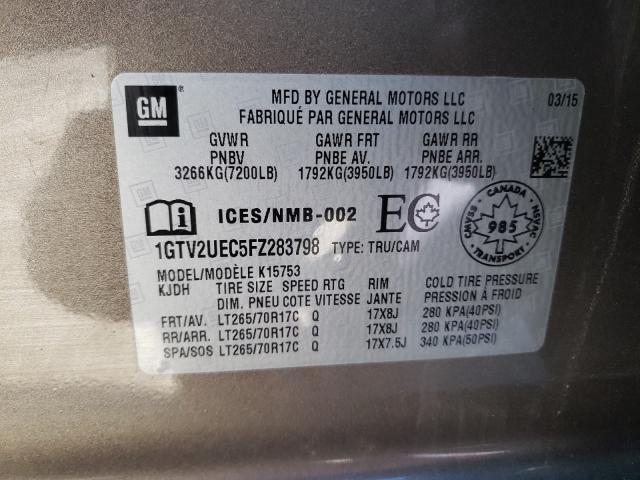 GM
MFD BY GENERAL MOTORS LLC 03/15
FABRIQUÉ PAR GENERAL MOTORS LLC
GVWR GAWR FRT GAWR RR
PNBV PNBE AV. PNBE ARR.
3266KG(7200LB) 1792KG(3950LB) 1792KG(3950LB)
ICES/NMB-002 EC
CANADA
CMVSS NSVAC
985
TRANSPORT
1GTV2UEC5FZ283798 TYPE: TRU/CAM
MODEL/MODÈLE K15753
KJDH TIRE SIZE SPEED RTG RIM COLD TIRE PRESSURE
DIM. PNEU COTE VITESSE JANTE PRESSION À FROID
FRT/AV. LT265/70R17C Q 17X8J 280 KPA(40PSI)
RR/ARR. LT265/70R17C Q 17X8J 280 KPA(40PSI)
SPA/SOS LT265/70R17C Q 17X7.5J 340 KPA(50PSI)